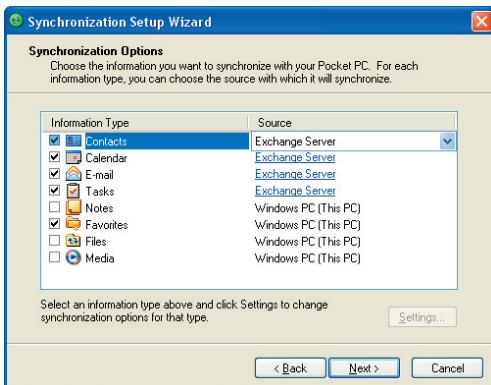 Synchronization Setup Wizard
Synchronization Options
Choose the information you want to synchronize with your Pocket PC. For each
information type, you can choose the source with which it will synchronize.
Information Type Source
Contacts Exchange Server
Calendar Exchange Server
E-mail Exchange Server
Tasks Exchange Server
Notes Windows PC (This PC)
Favorites Windows PC (This PC)
Files Windows PC (This PC)
Media Windows PC (This PC)
Select an information type above and click Settings to change
synchronization options for that type.
Settings...
< Back Next > Cancel